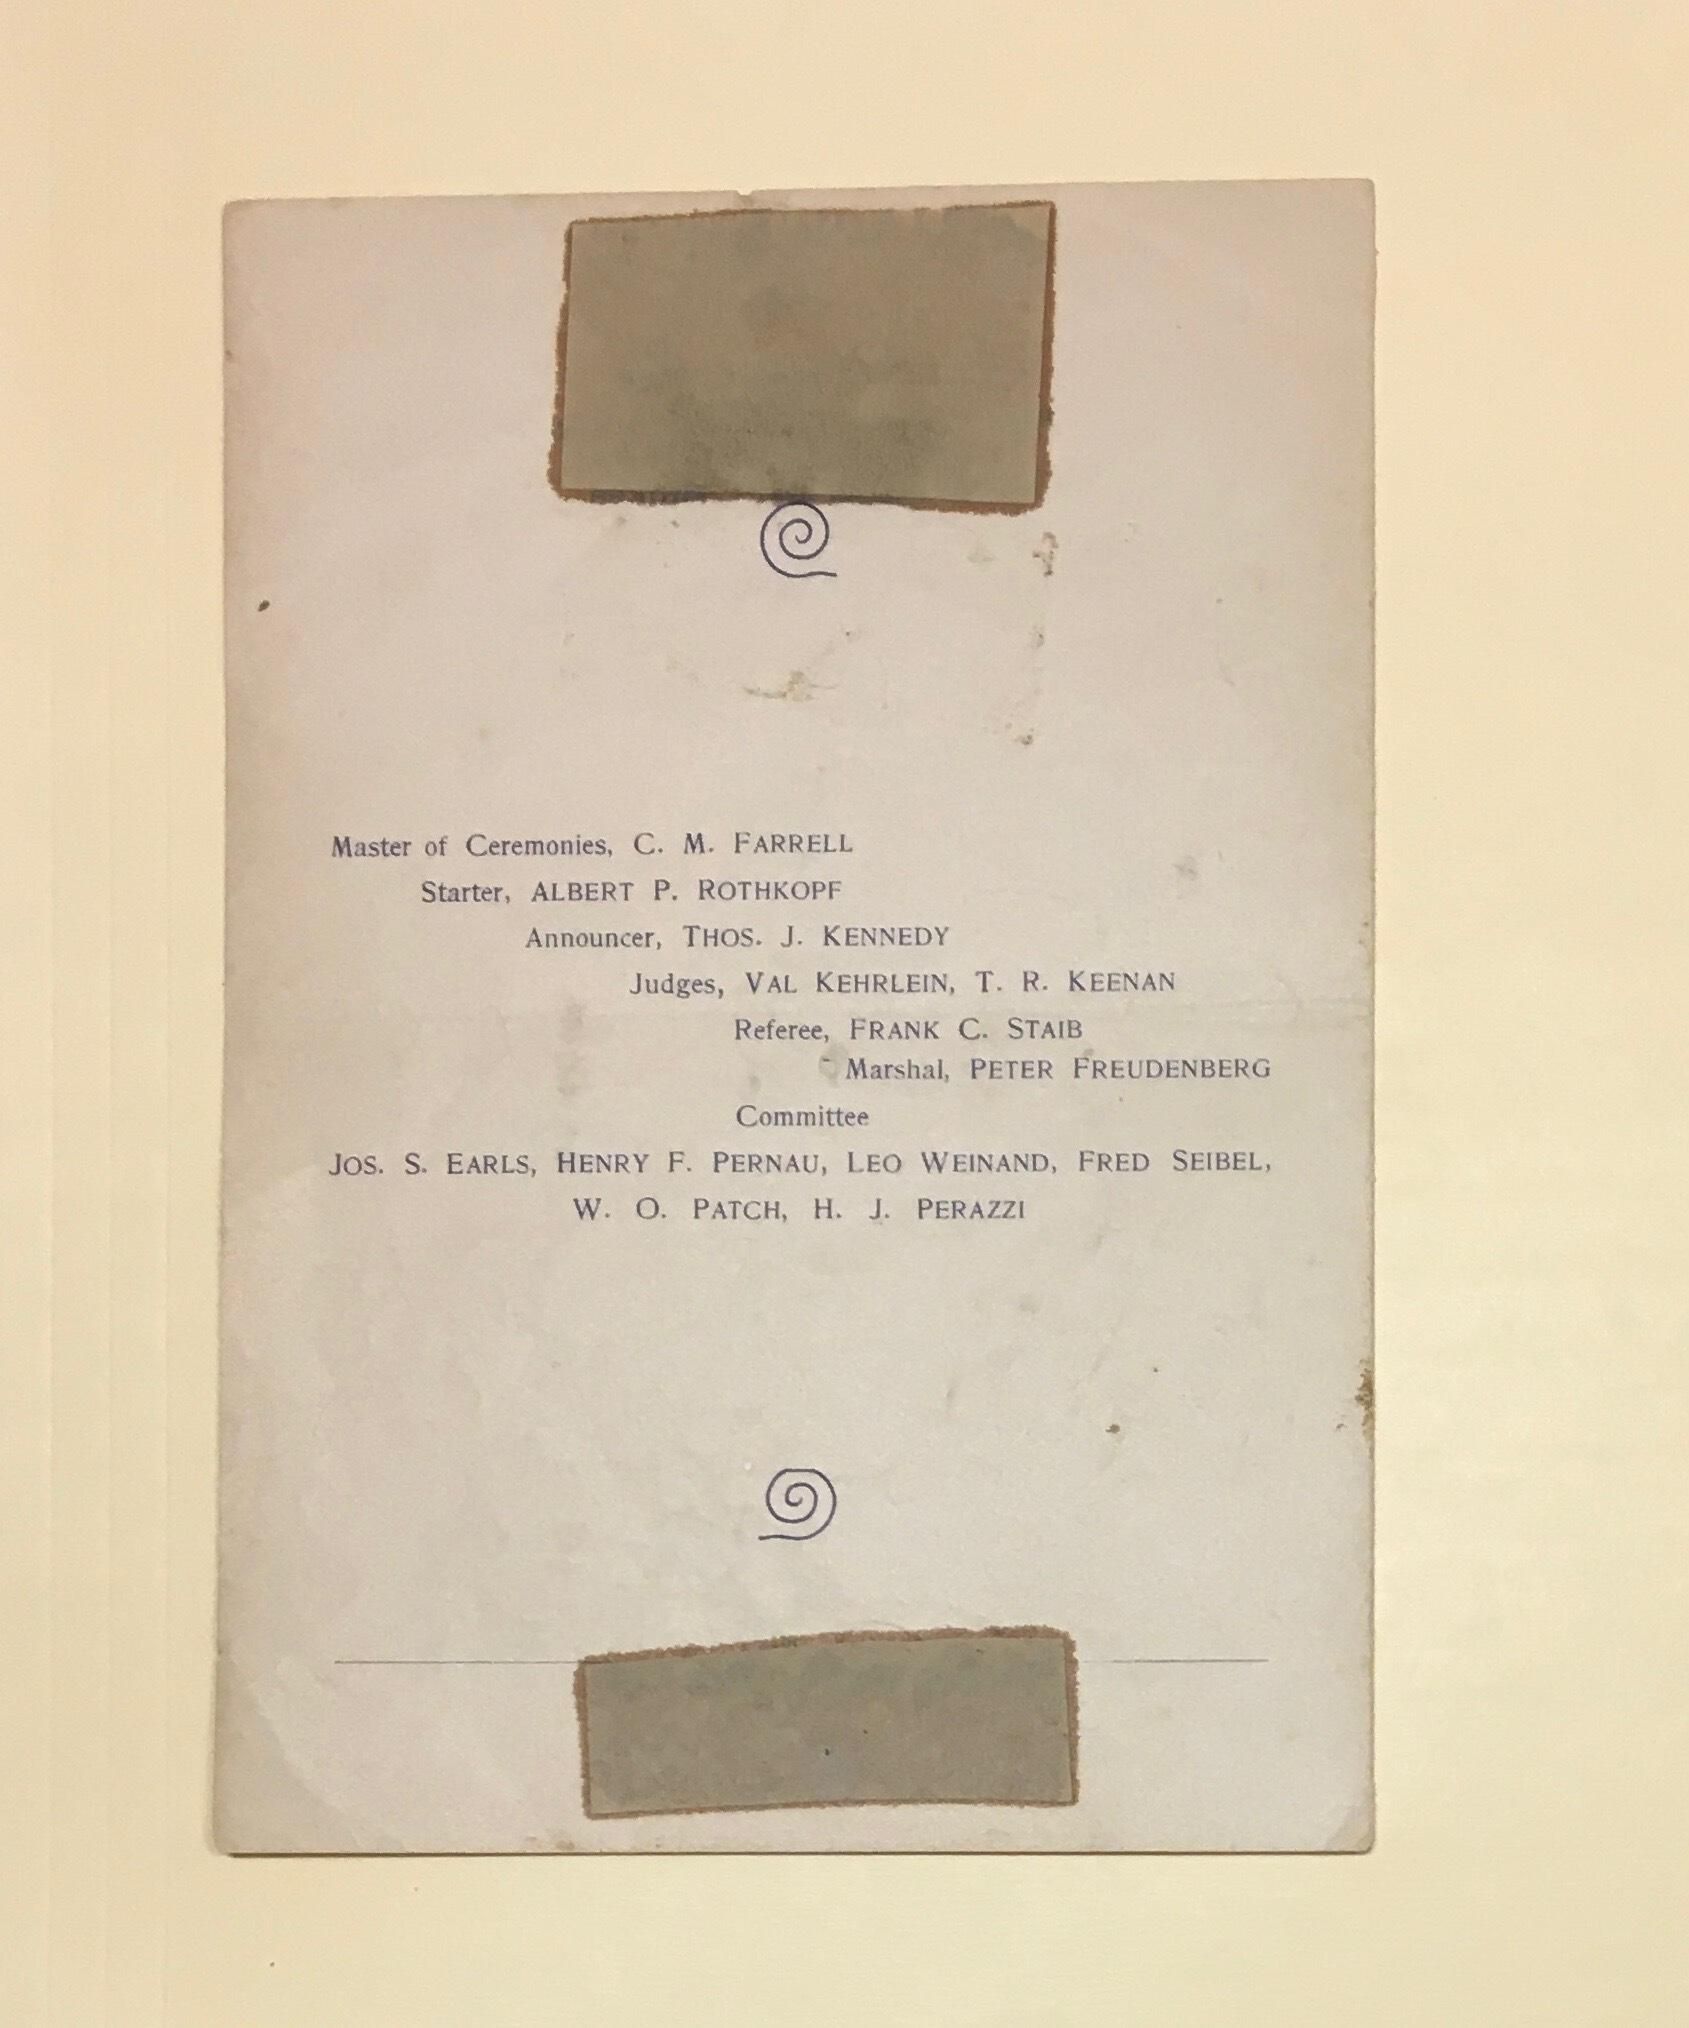 Master of Ceremonies, C. M. FARRELL
Starter, ALBERT P. ROTHKOPF
Announcer, THOS. J. KENNEDY
Judges, VAL KEHRLEIN, T. R. KEENAN
Referee, FRANK C. STAIB
Marshal, PETER FREUDENBERG
Committee
JOS. S. EARLS, HENRY F. PERNAU, LEO WEINAND, FRED SEIBEL,
W. O. PATCH, H. J. PERAZZI